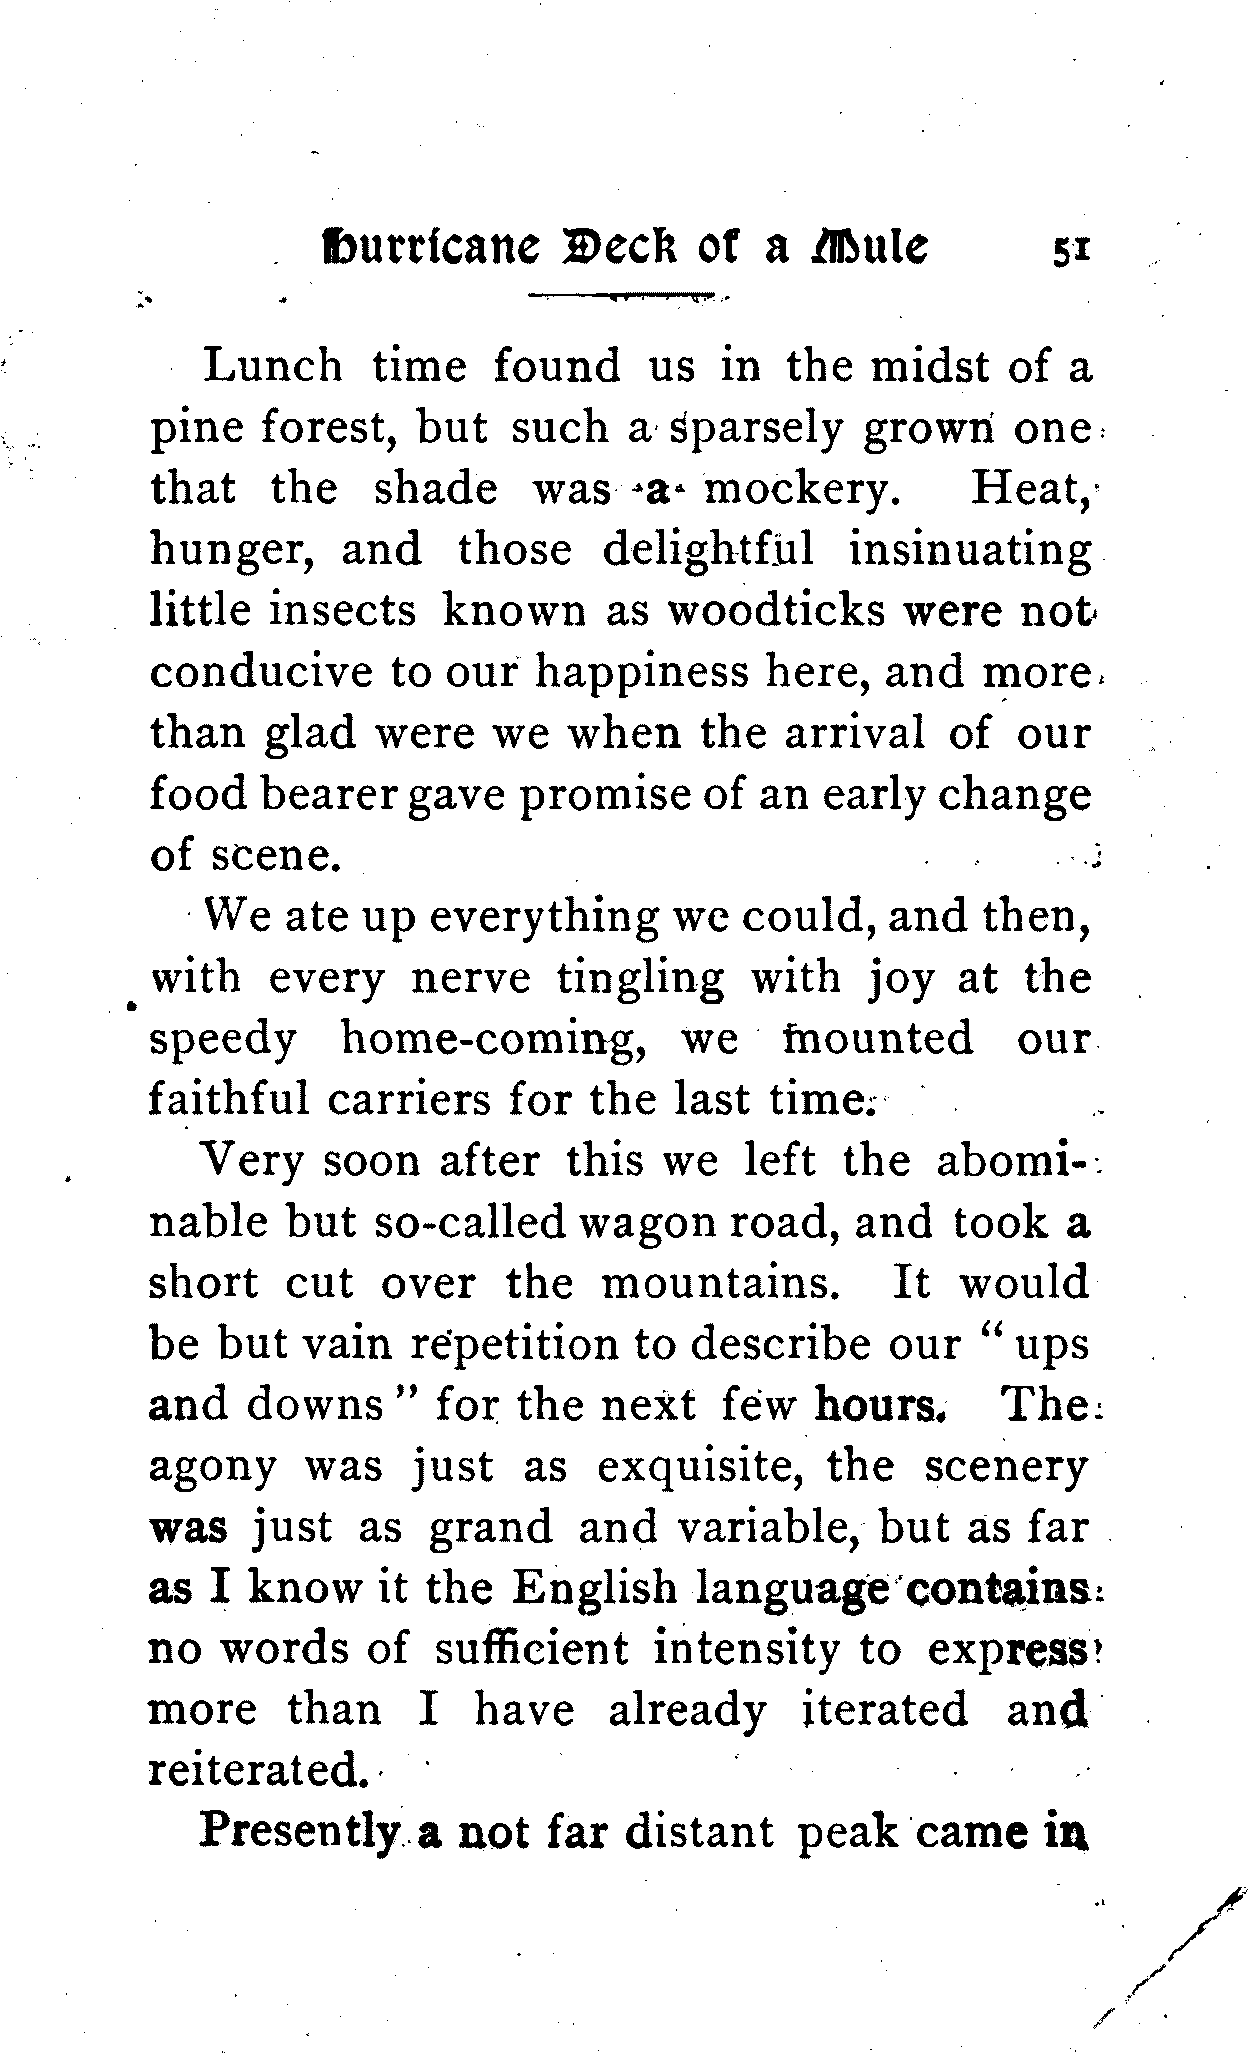 Hurricane Deck of a Mule 51
Lunch time found us in the midst of a
pine forest, but such a sparsely grown one
that the shade was a mockery. Heat,
hunger, and those delightful insinuating
little insects known as woodticks were not
conducive to our happiness here, and more
than glad were we when the arrival of our
food bearer gave promise of an early change
of scene.
We ate up everything we could, and then,
with every nerve tingling with joy at the
speedy home-coming, we mounted our
faithful carriers for the last time.
Very soon after this we left the abomi-
nable but so-called wagon road, and took a
short cut over the mountains. It would
be but vain repetition to describe our “ ups
and downs ” for the next few hours. The
agony was just as exquisite, the scenery
was just as grand and variable, but as far
as I know it the English language contains
no words of sufficient intensity to express
more than I have already iterated and
reiterated.
Presently a not far distant peak came in